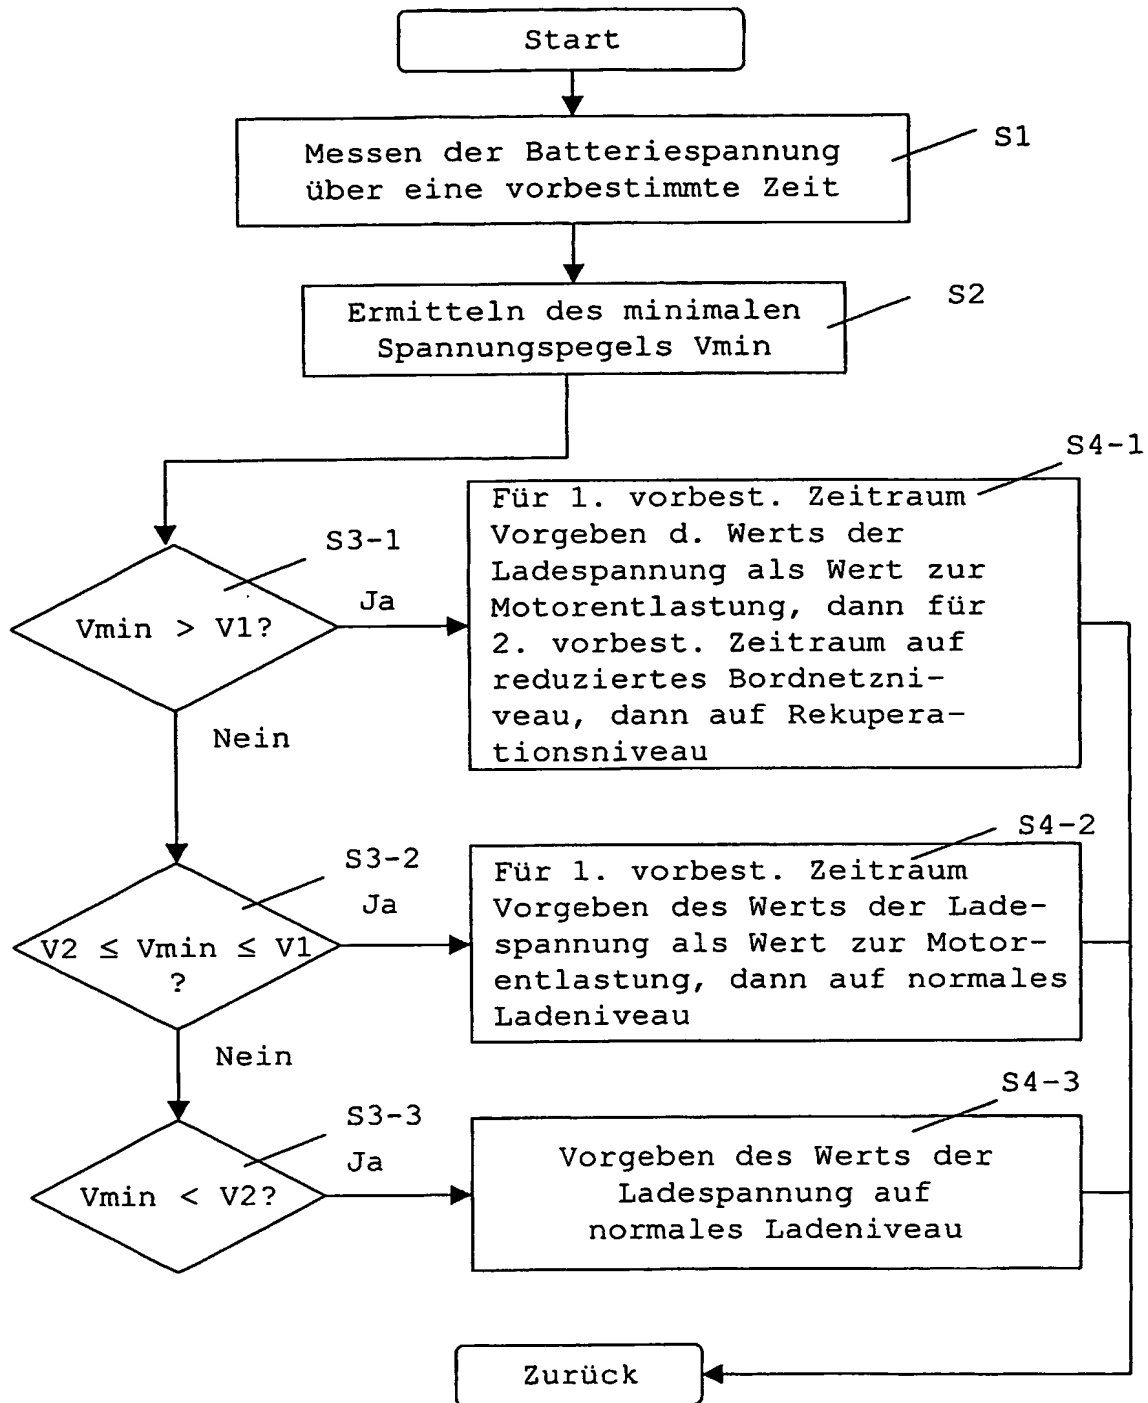 Start
Messen der Batteriespannung
über eine vorbestimmte Zeit
S1
Ermitteln des minimalen
Spannungspegels Vmin
S2
S4-1
Für 1. vorbest. Zeitraum
Vorgeben d. Werts der
Ladespannung als Wert zur
Motorentlastung, dann für
2. vorbest. Zeitraum auf
reduziertes Bordnetzni-
veau, dann auf Rekupera-
tionsniveau
S3-1
Vmin > V1?
Ja
Nein
S4-2
Für 1. vorbest. Zeitraum
Vorgeben des Werts der Lade-
spannung als Wert zur Motor-
entlastung, dann auf normales
Ladeniveau
S3-2
Ja
V2 ≤ Vmin ≤ V1
?
Nein
S4-3
Vorgeben des Werts der
Ladespannung auf
normales Ladeniveau
S3-3
Ja
Vmin < V2?
Zurück